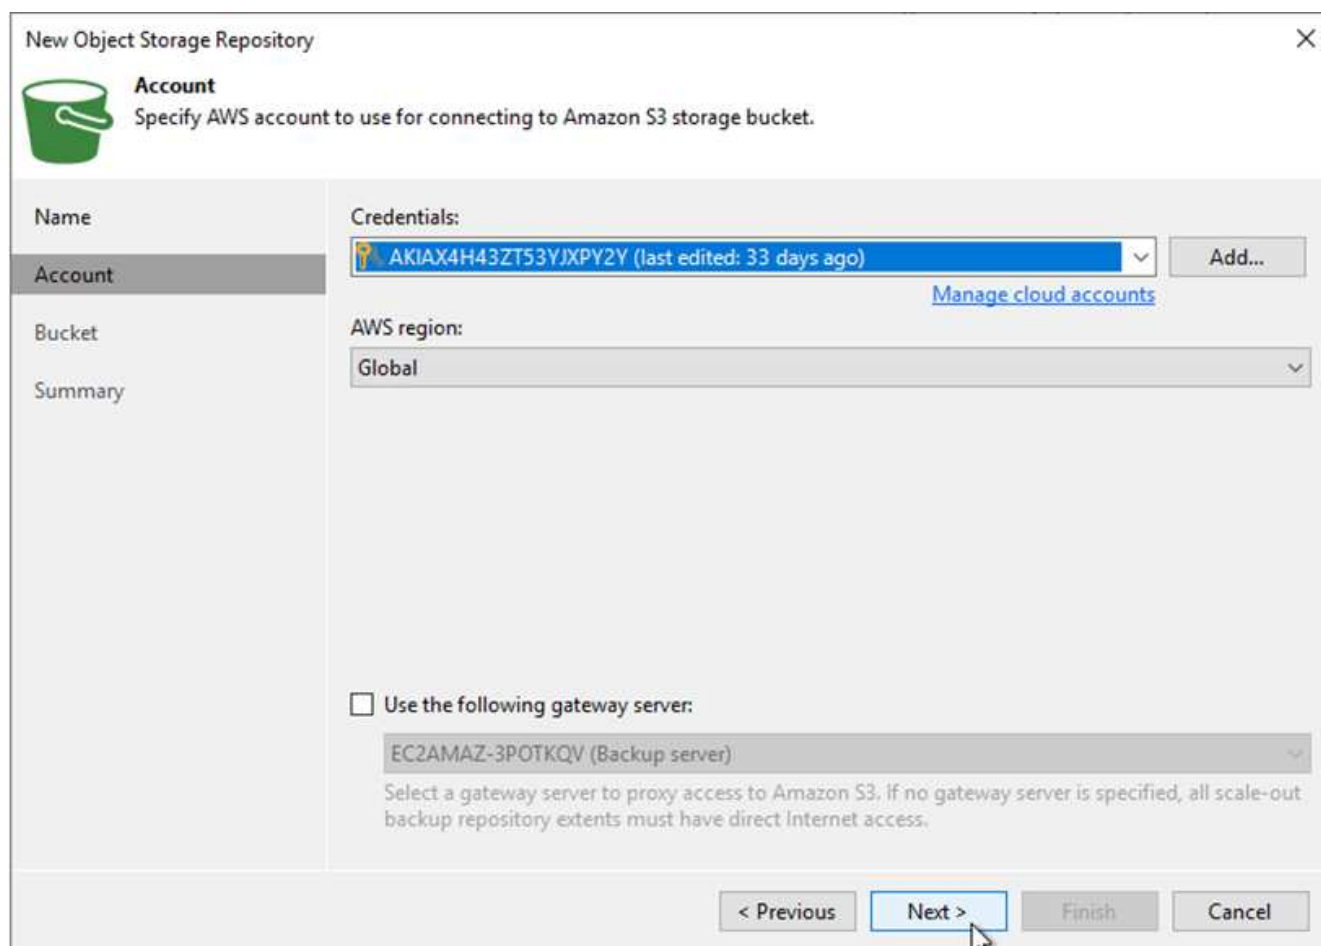 New Object Storage Repository
Account
Specify AWS account to use for connecting to Amazon S3 storage bucket.
Name
Account
Bucket
Summary
Credentials:
AKIAX4H43ZT53YJXPY2Y (last edited: 33 days ago)
Add...
Manage cloud accounts
AWS region:
Global
Use the following gateway server:
EC2AMAZ-3POTKQV (Backup server)
Select a gateway server to proxy access to Amazon S3. If no gateway server is specified, all scale-out
backup repository extents must have direct Internet access.
< Previous
Next >
Finish
Cancel